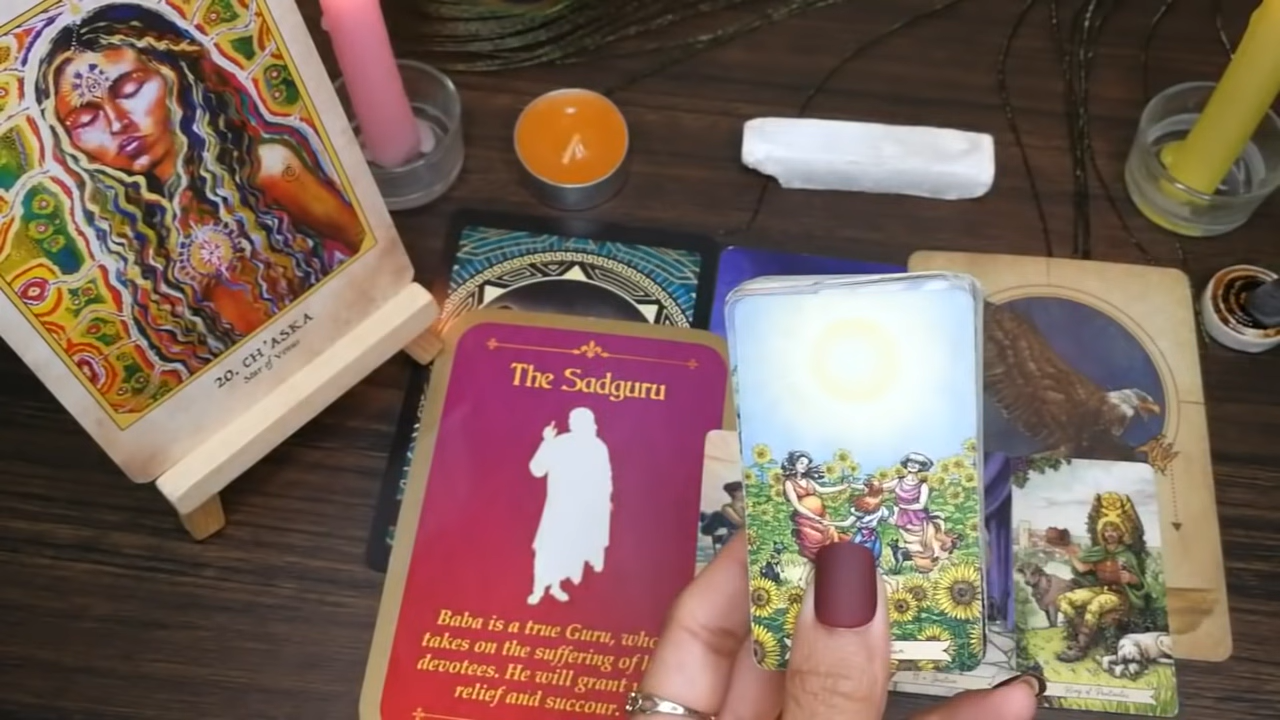 20. CH'ASKA
Star of Venus
The Sadguru
Baba is a true Guru, who
takes on the suffering of
devotees. He will grant
relief and succour.
King of Pentacles